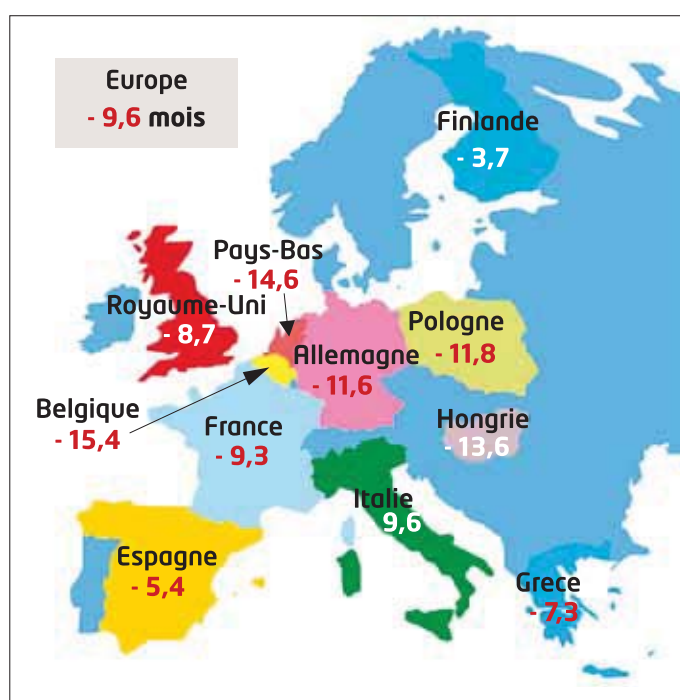 Europe
- 9,6 mois
Finlande
- 3,7
Pays-Bas
- 14,6
Royaume-Uni
- 8,7
Pologne
- 11,8
Allemagne
- 11,6
Belgique
- 15,4
France
- 9,3
Hongrie
- 13,6
Italie
9,6
Espagne
- 5,4
Grece
- 7,3